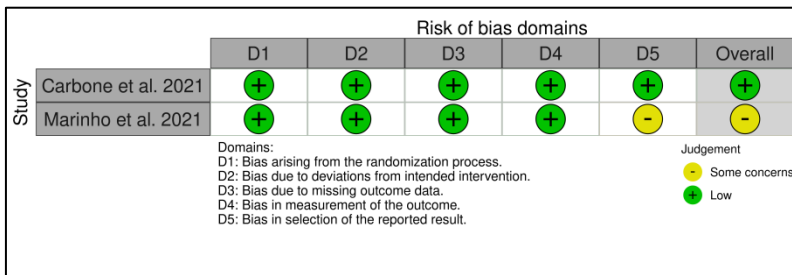 Risk of bias domains
D1 D2 D3 D4 D5 Overall
Study
Carbone et al. 2021 + + + + + +
Marinho et al. 2021 + + + + - -
Domains:
D1: Bias arising from the randomization process.
D2: Bias due to deviations from intended intervention.
D3: Bias due to missing outcome data.
D4: Bias in measurement of the outcome.
D5: Bias in selection of the reported result.
Judgement
- Some concerns
+ Low